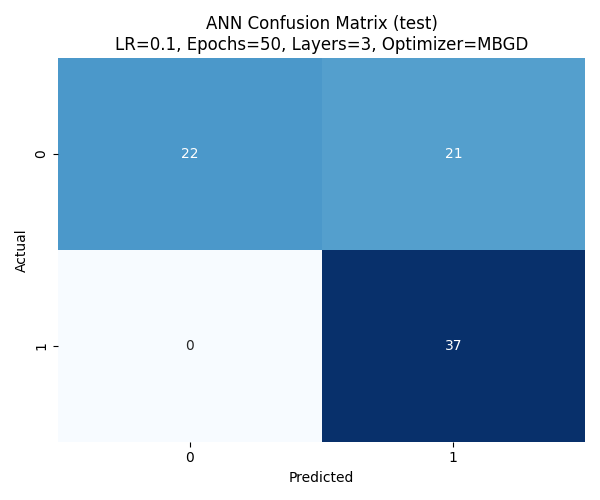 ANN Confusion Matrix (test)
LR=0.1, Epochs=50, Layers=3, Optimizer=MBGD
0
22
21
Actual
1
0
37
0
1
Predicted